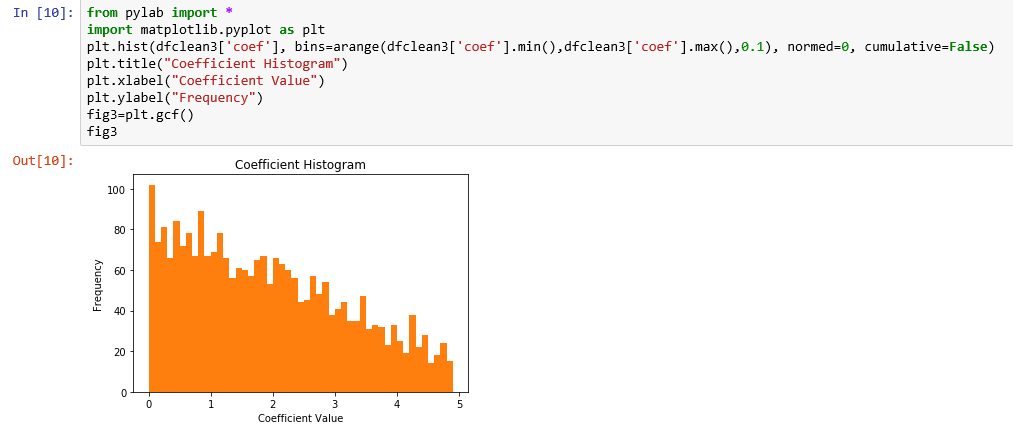 In [10]: from pylab import *
import matplotlib.pyplot as plt
plt.hist(dfclean3['coef'], bins=arange(dfclean3['coef'].min(),dfclean3['coef'].max(),0.1), normed=0, cumulative=False)
plt.title("Coefficient Histogram")
plt.xlabel("Coefficient Value")
plt.ylabel("Frequency")
fig3=plt.gcf()
fig3
Out[10]:
Coefficient Histogram
Frequency
100
80
60
40
20
0
0 1 2 3 4 5
Coefficient Value